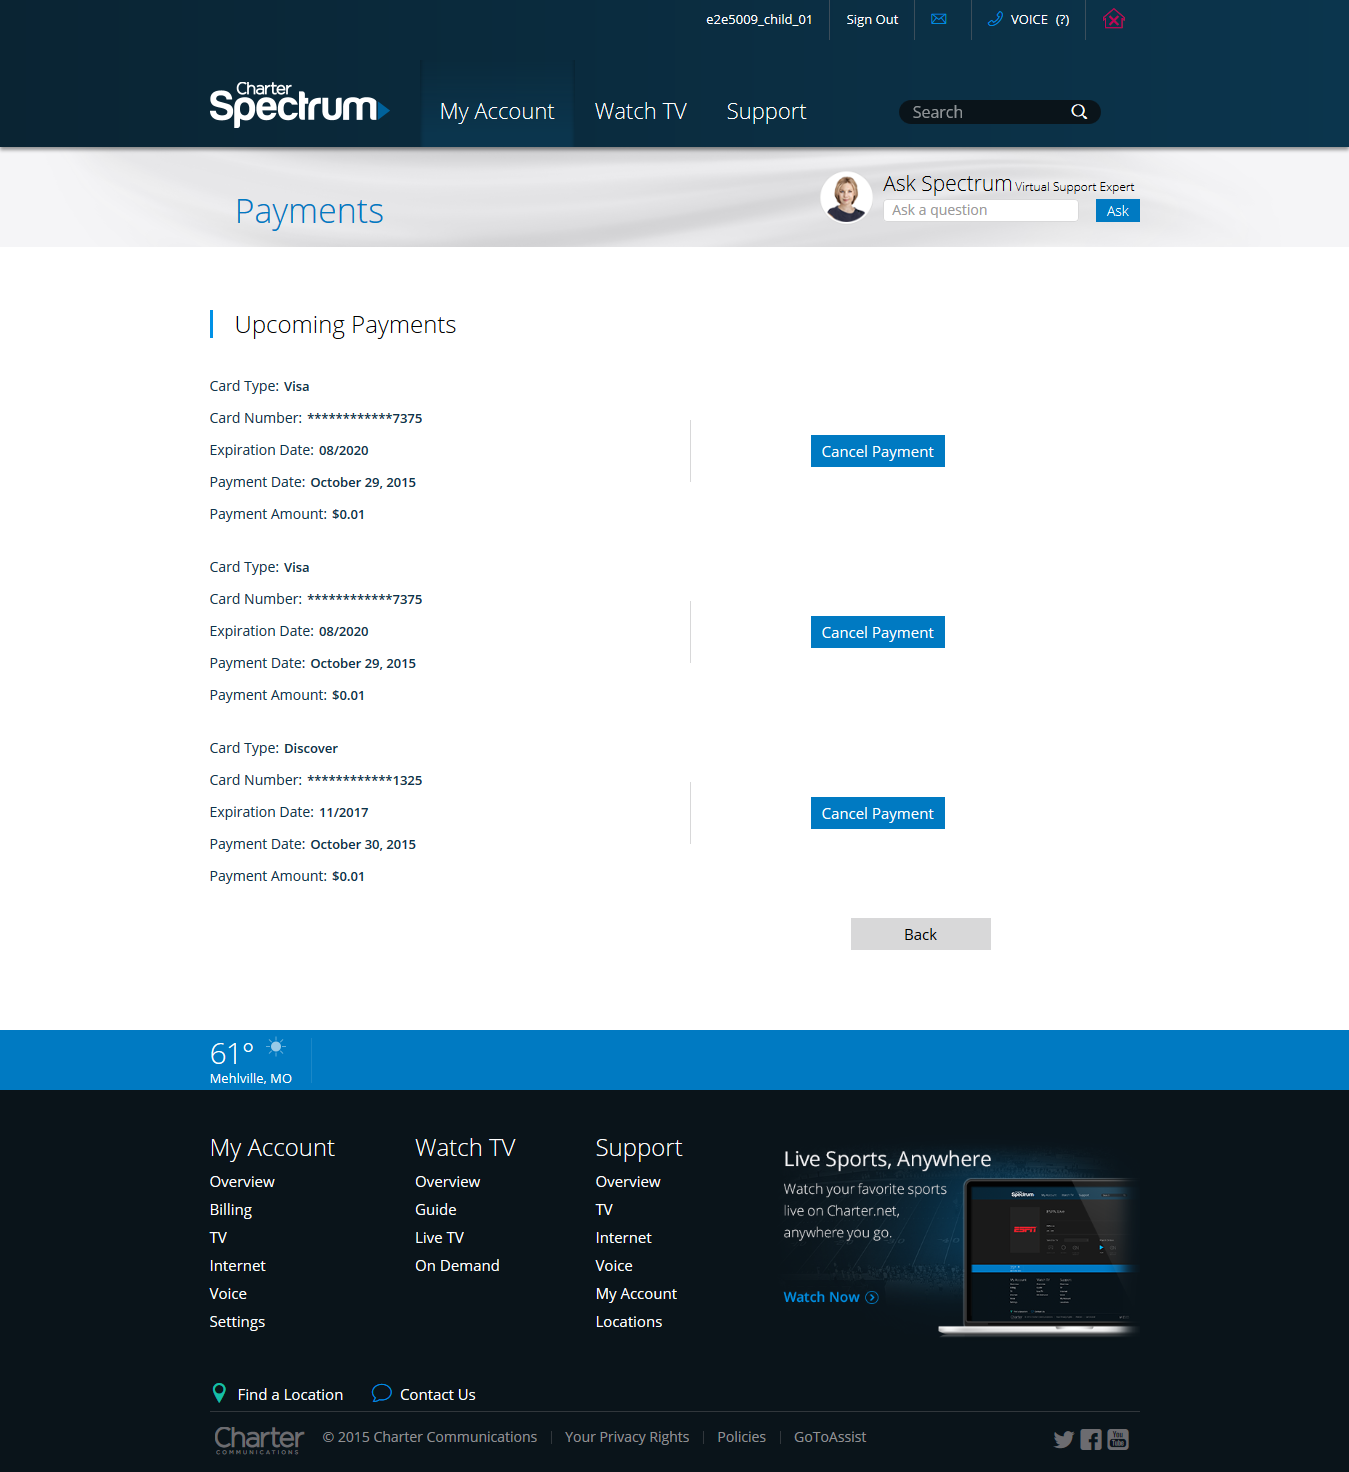 e2e5009_child_01
Sign Out
VOICE (?)
Charter
Spectrum
My Account
Watch TV
Support
Search
Payments
Ask Spectrum Virtual Support Expert
Ask a question
Ask
Upcoming Payments
Card Type: Visa
Card Number: ************7375
Expiration Date: 08/2020
Payment Date: October 29, 2015
Payment Amount: $0.01
Cancel Payment
Card Type: Visa
Card Number: ************7375
Expiration Date: 08/2020
Payment Date: October 29, 2015
Payment Amount: $0.01
Cancel Payment
Card Type: Discover
Card Number: ************1325
Expiration Date: 11/2017
Payment Date: October 30, 2015
Payment Amount: $0.01
Cancel Payment
Back
61°
Mehlville, MO
My Account
Overview
Billing
TV
Internet
Voice
Settings
Watch TV
Overview
Guide
Live TV
On Demand
Support
Overview
TV
Internet
Voice
My Account
Locations
Live Sports, Anywhere
Watch your favorite sports
live on Charter.net,
anywhere you go.
Watch Now
Spectrum
ESPN
Find a Location
Contact Us
Charter
COMMUNICATIONS
© 2015 Charter Communications
Your Privacy Rights
Policies
GoToAssist
You
Tube